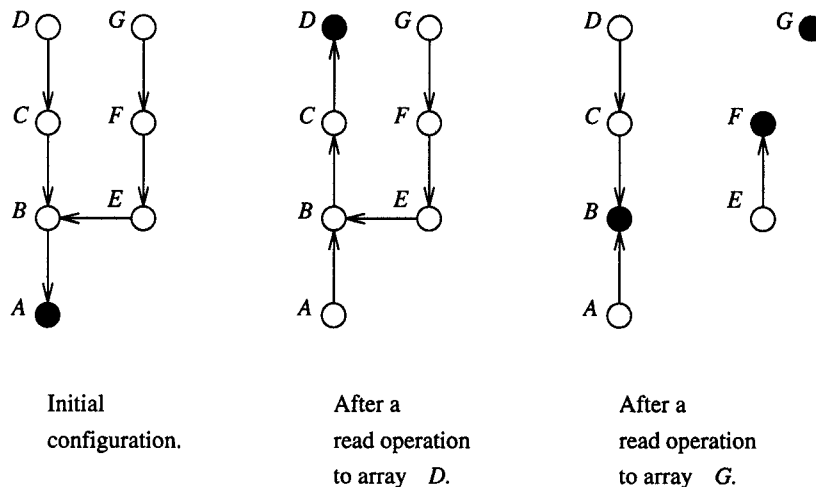 D G D G D G
C F C F C F
B E B E B E
A A A
Initial
configuration.
After a
read operation
to array D.
After a
read operation
to array G.